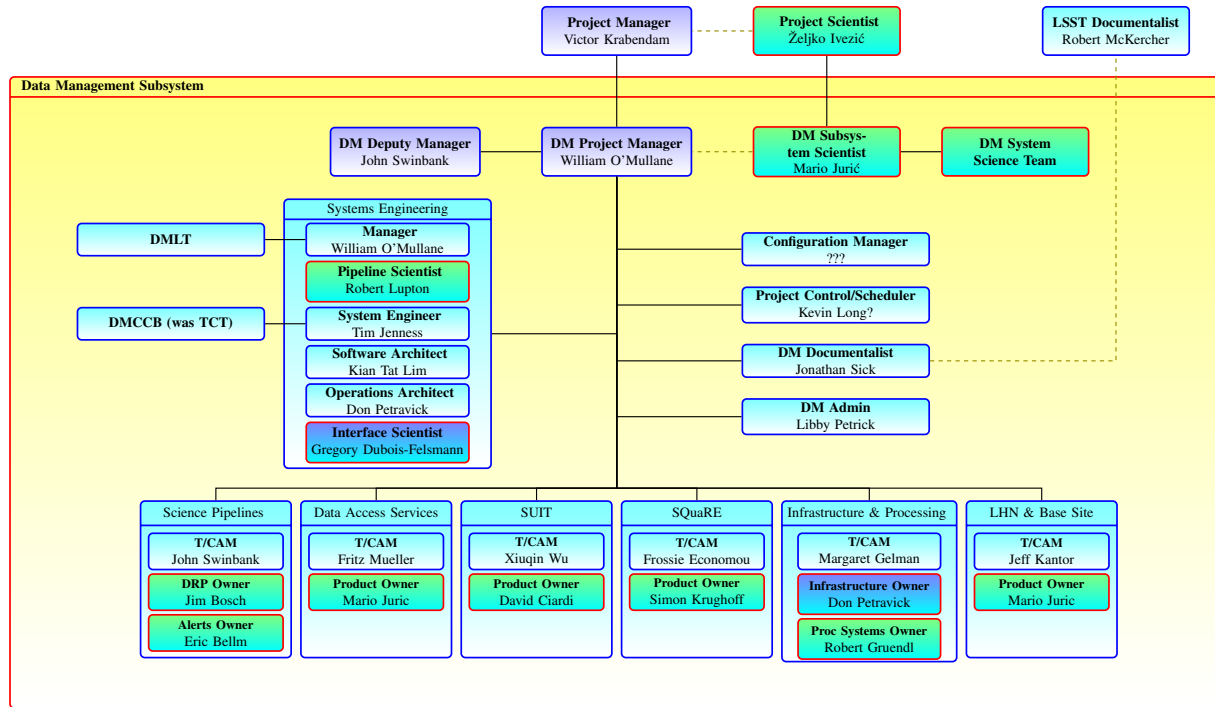 Project Manager
Victor Krabendam
Project Scientist
Željko Ivezić
LSST Documentalist
Robert McKercher
Data Management Subsystem
DM Deputy Manager
John Swinbank
DM Project Manager
William O'Mullane
DM Subsys-
tem Scientist
Mario Jurić
DM System
Science Team
Systems Engineering
DMLT
Manager
William O'Mullane
Pipeline Scientist
Robert Lupton
DMCCB (was TCT)
System Engineer
Tim Jenness
Software Architect
Kian Tat Lim
Operations Architect
Don Petravick
Interface Scientist
Gregory Dubois-Felsmann
Configuration Manager
???
Project Control/Scheduler
Kevin Long?
DM Documentalist
Jonathan Sick
DM Admin
Libby Petrick
Science Pipelines
T/CAM
John Swinbank
DRP Owner
Jim Bosch
Alerts Owner
Eric Bellm
Data Access Services
T/CAM
Fritz Mueller
Product Owner
Mario Juric
SUIT
T/CAM
Xiuqin Wu
Product Owner
David Ciardi
SQuaRE
T/CAM
Frossie Economou
Product Owner
Simon Krughoff
Infrastructure & Processing
T/CAM
Margaret Gelman
Infrastructure Owner
Don Petravick
Proc Systems Owner
Robert Gruendl
LHN & Base Site
T/CAM
Jeff Kantor
Product Owner
Mario Juric